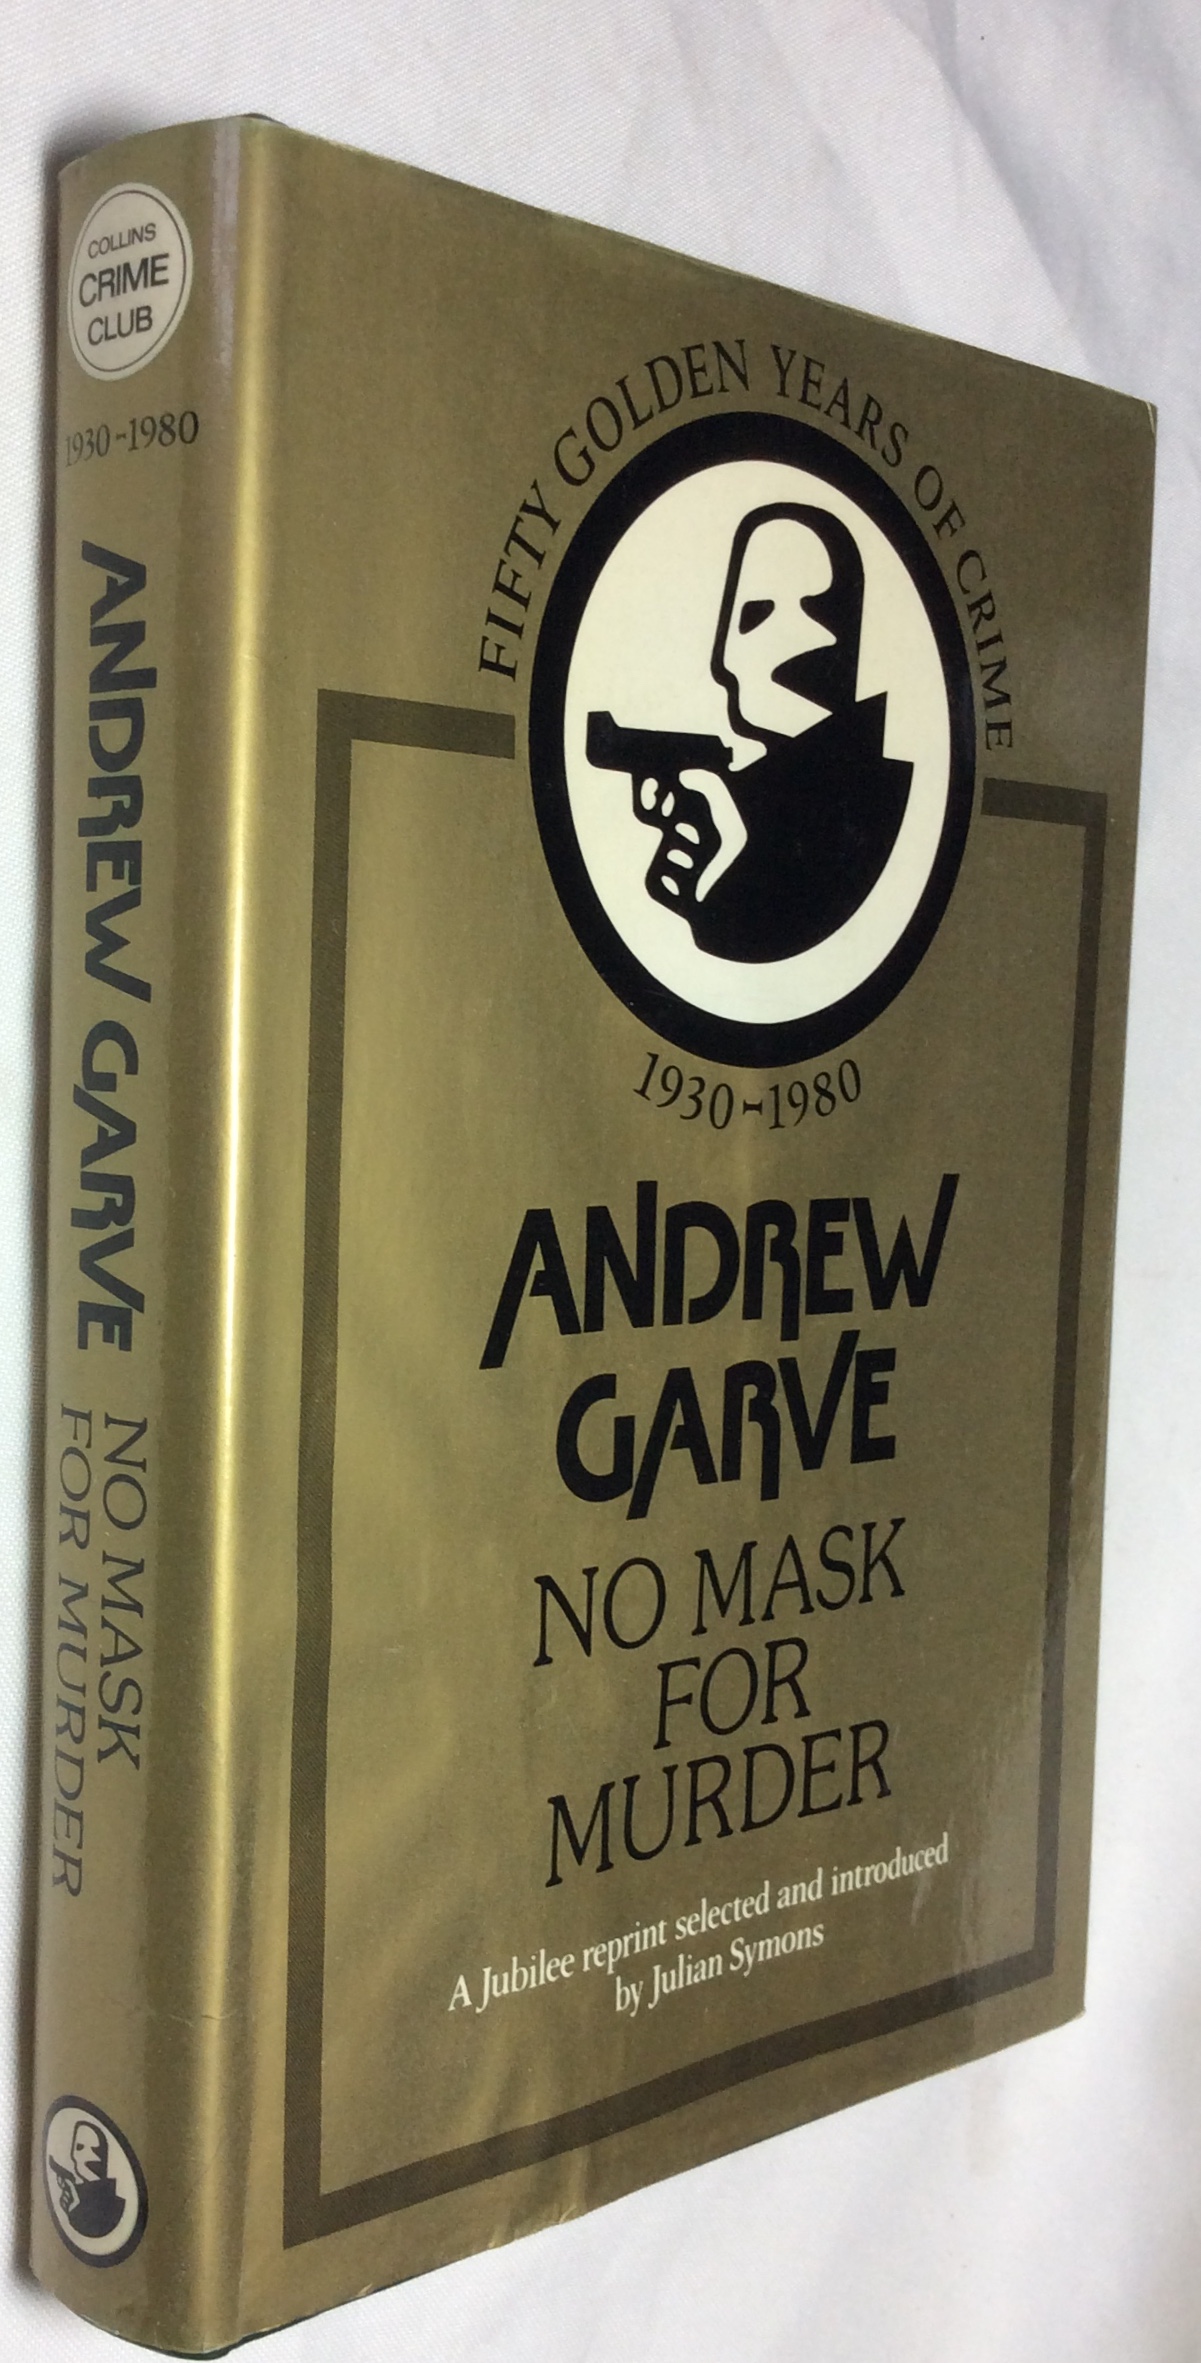 COLLINS
CRIME
CLUB
1930-1980
ANDREW GARVE
NO MASK
FOR MURDER
FIFTY GOLDEN YEARS OF CRIME
1930-1980
ANDREW
GARVE
NO MASK
FOR
MURDER
A Jubilee reprint selected and introduced
by Julian Symons